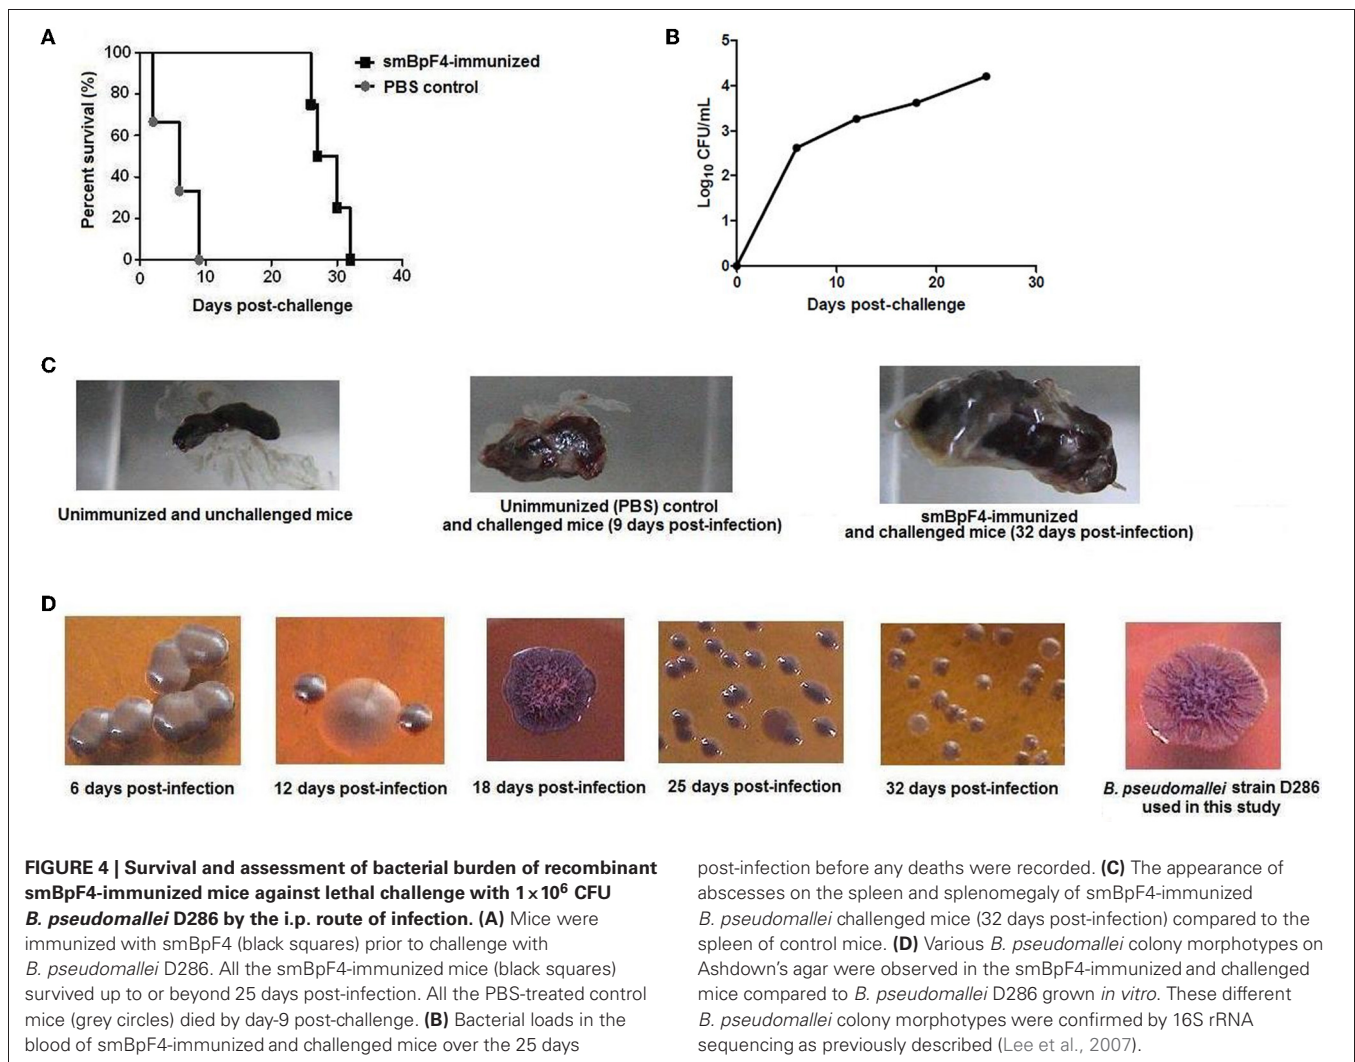 A
100
80
60
40
20
0
0
10
20
30
40
Percent survival (%)
Days post-challenge
smBpF4-immunized
PBS control
B
5
4
3
2
1
0
0
10
20
30
Log10 CFU/mL
Days post-challenge
C
Unimmunized and unchallenged mice
Unimmunized (PBS) control
and challenged mice (9 days post-infection)
smBpF4-immunized
and challenged mice (32 days post-infection)
D
6 days post-infection
12 days post-infection
18 days post-infection
25 days post-infection
32 days post-infection
B. pseudomallei strain D286
used in this study
FIGURE 4 | Survival and assessment of bacterial burden of recombinant
smBpF4-immunized mice against lethal challenge with 1 × 10⁶ CFU
B. pseudomallei D286 by the i.p. route of infection. (A) Mice were
immunized with smBpF4 (black squares) prior to challenge with
B. pseudomallei D286. All the smBpF4-immunized mice (black squares)
survived up to or beyond 25 days post-infection. All the PBS-treated control
mice (grey circles) died by day-9 post-challenge. (B) Bacterial loads in the
blood of smBpF4-immunized and challenged mice over the 25 days
post-infection before any deaths were recorded. (C) The appearance of
abscesses on the spleen and splenomegaly of smBpF4-immunized
B. pseudomallei challenged mice (32 days post-infection) compared to the
spleen of control mice. (D) Various B. pseudomallei colony morphotypes on
Ashdown's agar were observed in the smBpF4-immunized and challenged
mice compared to B. pseudomallei D286 grown in vitro. These different
B. pseudomallei colony morphotypes were confirmed by 16S rRNA
sequencing as previously described (Lee et al., 2007).